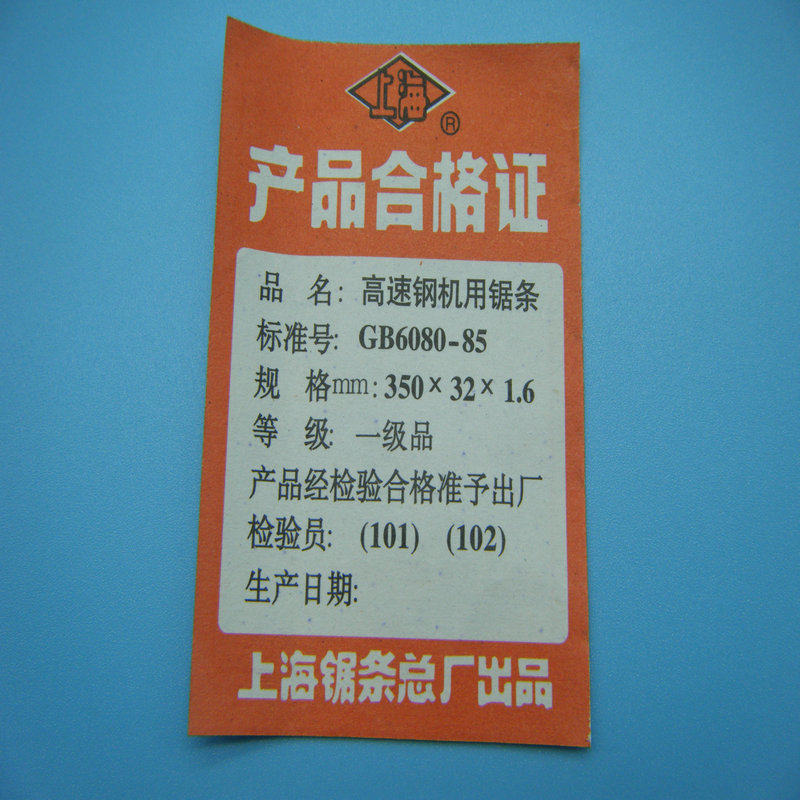 上海
®
产品合格证
品 名: 高速钢机用锯条
标准号: GB6080-85
规 格mm: 350×32×1.6
等 级: 一级品
产品经检验合格准予出厂
检验员: (101) (102)
生产日期:
上海锯条总厂出品